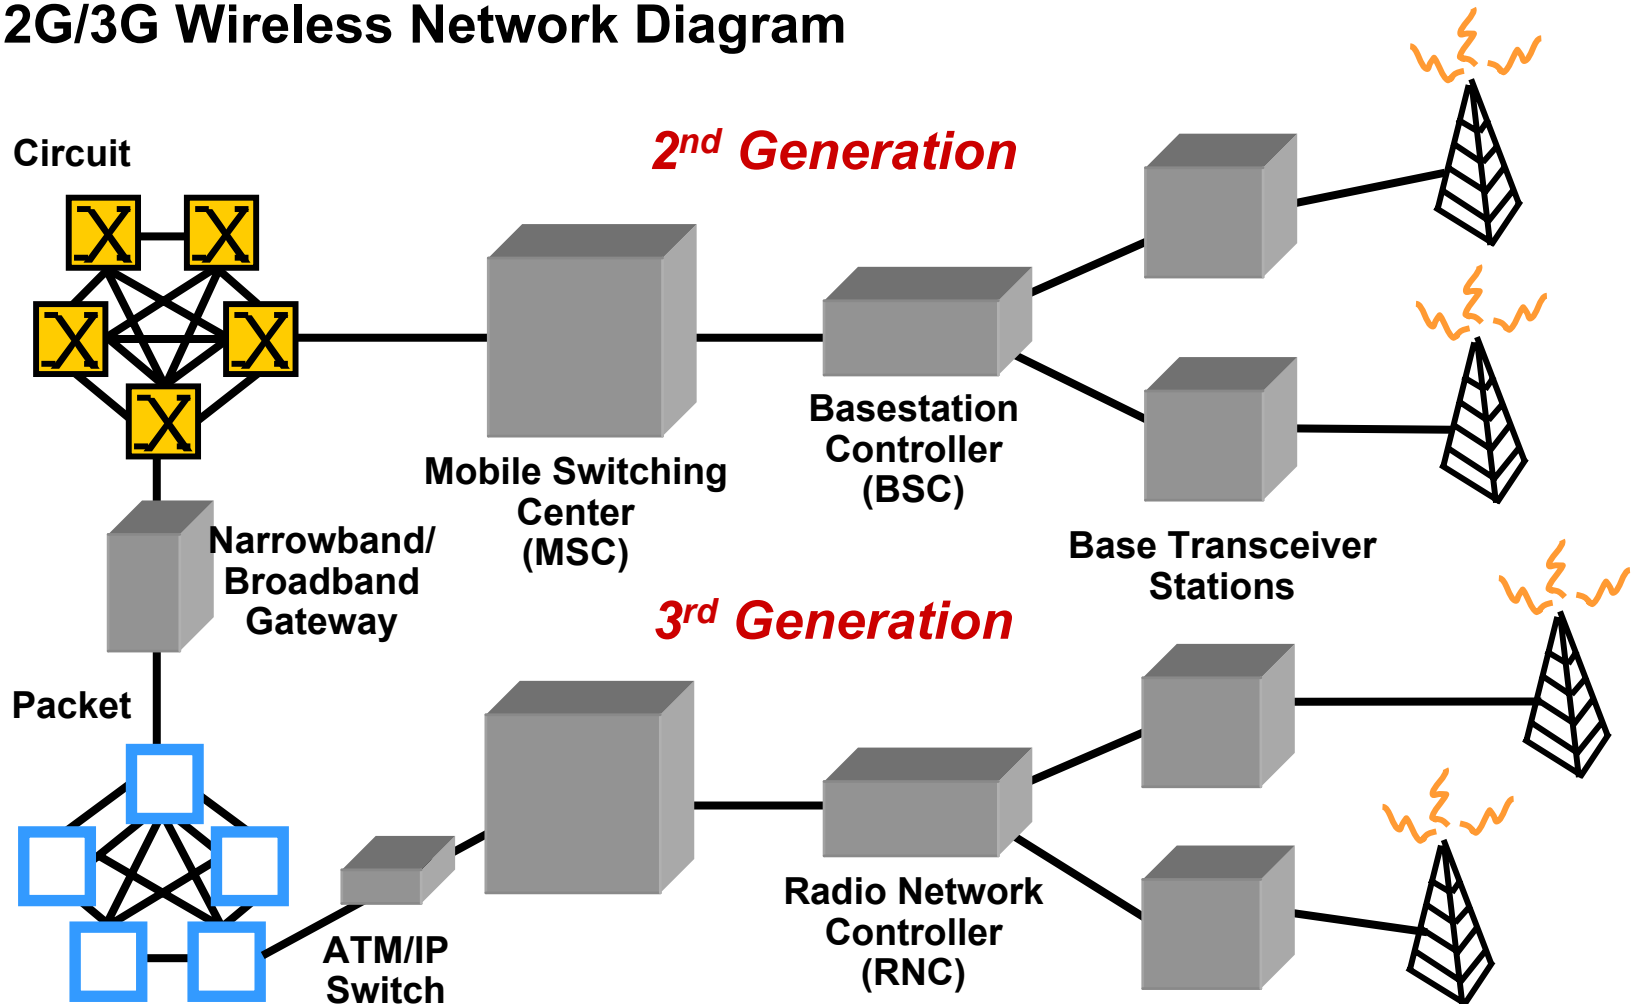 2G/3G Wireless Network Diagram
Circuit
2nd Generation
Mobile Switching
Center
(MSC)
Basestation
Controller
(BSC)
Base Transceiver
Stations
Narrowband/
Broadband
Gateway
3rd Generation
Packet
ATM/IP
Switch
Radio Network
Controller
(RNC)